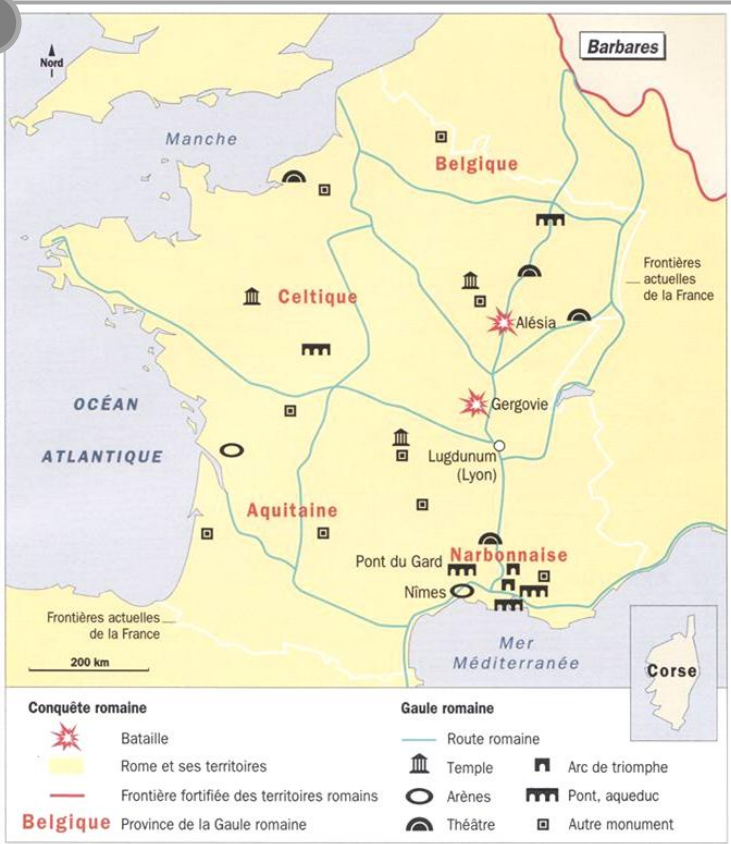 Nord
Barbares
Manche
Belgique
Frontières
actuelles
de la France
Celtique
Alésia
OCÉAN
ATLANTIQUE
Gergovie
Lugdunum
(Lyon)
Aquitaine
Pont du Gard
Narbonnaise
Nîmes
Frontières actuelles
de la France
200 km
Mer
Méditerranée
Corse
Conquête romaine
Bataille
Rome et ses territoires
Frontière fortifiée des territoires romains
Belgique Province de la Gaule romaine
Gaule romaine
Route romaine
Temple
Arc de triomphe
Arènes
Pont, aqueduc
Théâtre
Autre monument